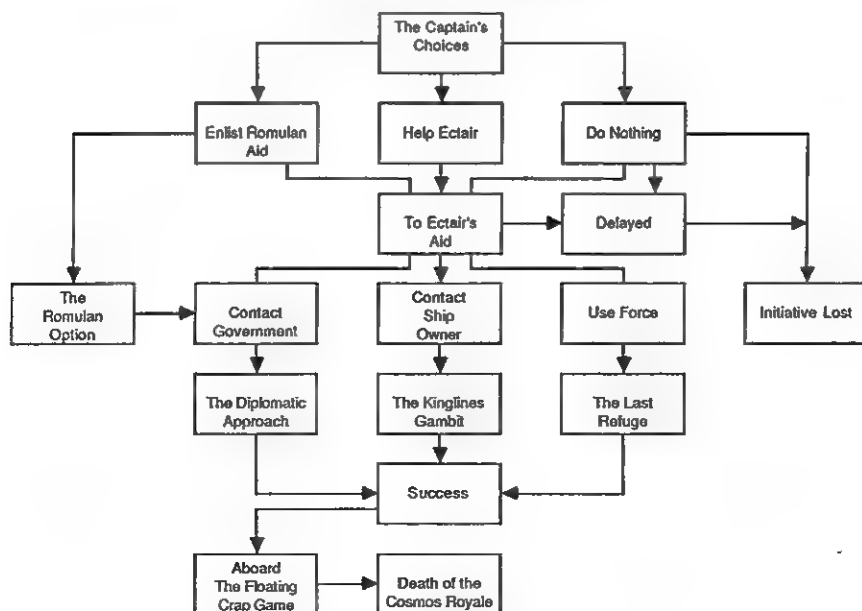 The Captain's
Choices
Enlist Romulan
Aid
Help Ectair
Do Nothing
To Ectair's
Aid
Delayed
The
Romulan
Option
Contact
Government
Contact
Ship
Owner
Use Force
Initiative Lost
The Diplomatic
Approach
The Kinglines
Gambit
The Last
Refuge
Success
Aboard
The Floating
Crap Game
Death of the
Cosmos Royale